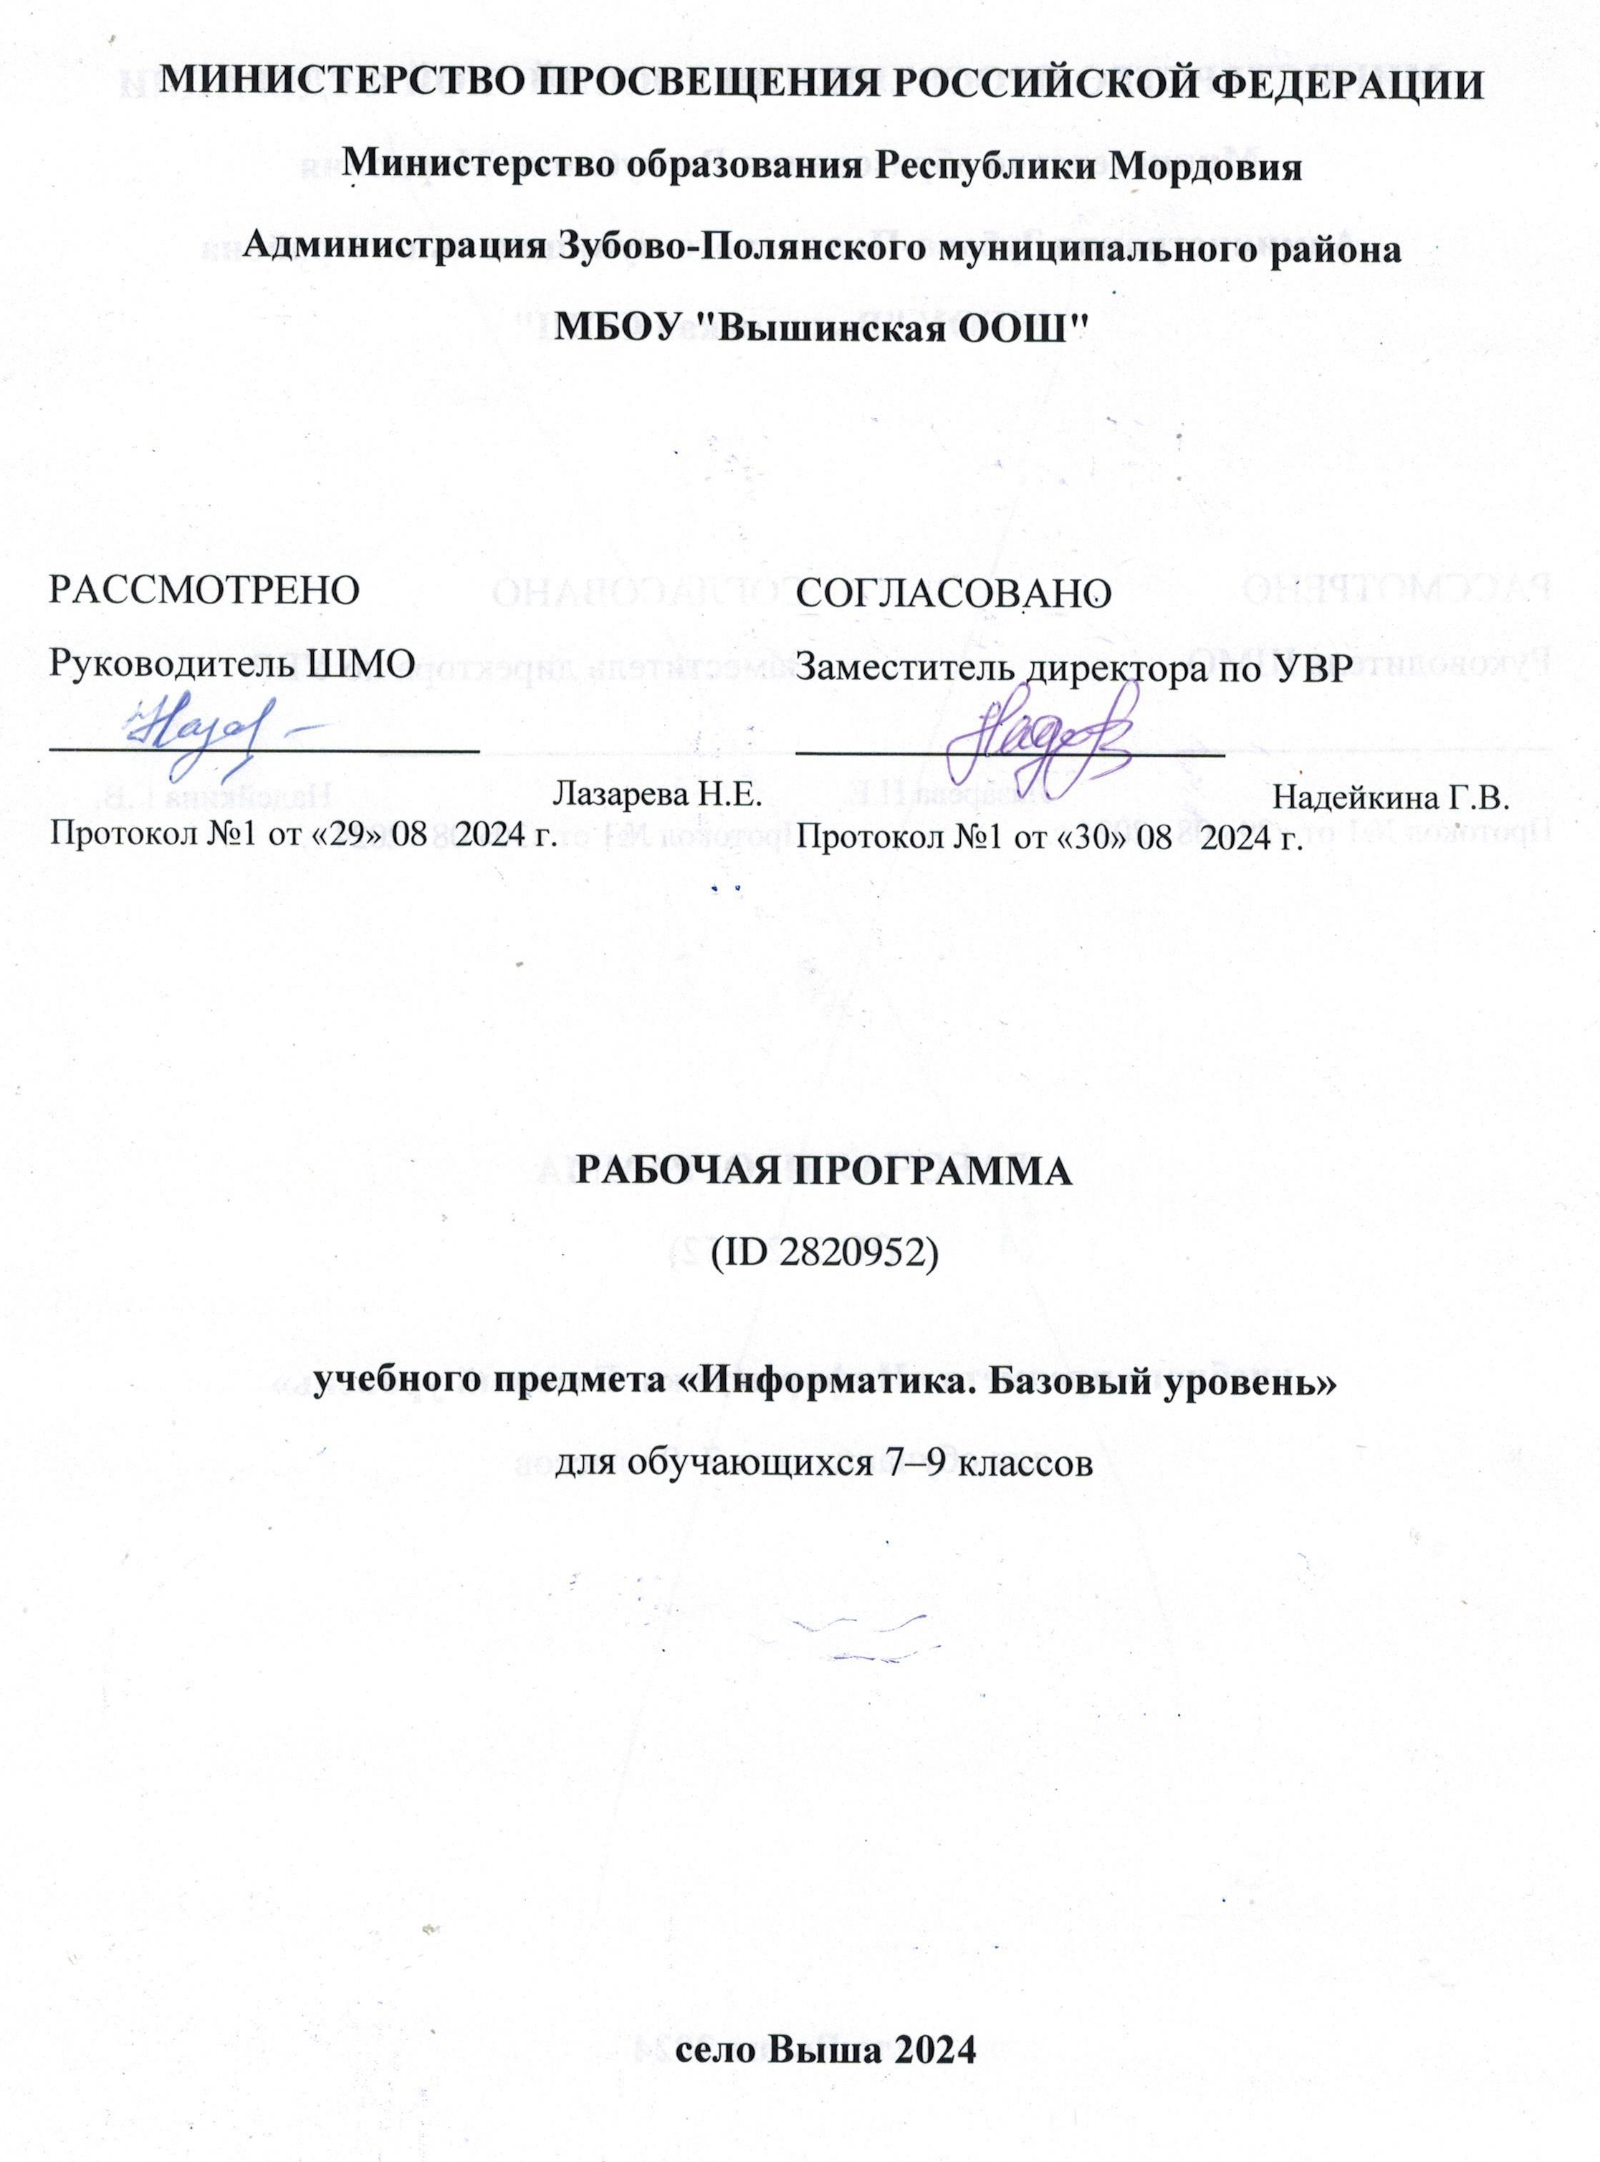 МИНИСТЕРСТВО ПРОСВЕЩЕНИЯ РОССИЙСКОЙ ФЕДЕРАЦИИ
Министерство образования Республики Мордовия
Администрация Зубово-Полянского муниципального района
МБОУ "Вышинская ООШ"
РАССМОТРЕНО
Руководитель ШМО
Лазарева Н.Е.
Протокол №1 от «29» 08 2024 г.
СОГЛАСОВАНО
Заместитель директора по УВР
Надейкина Г.В.
Протокол №1 от «30» 08 2024 г.
РАБОЧАЯ ПРОГРАММА
(ID 2820952)
учебного предмета «Информатика. Базовый уровень»
для обучающихся 7–9 классов
село Выша 2024